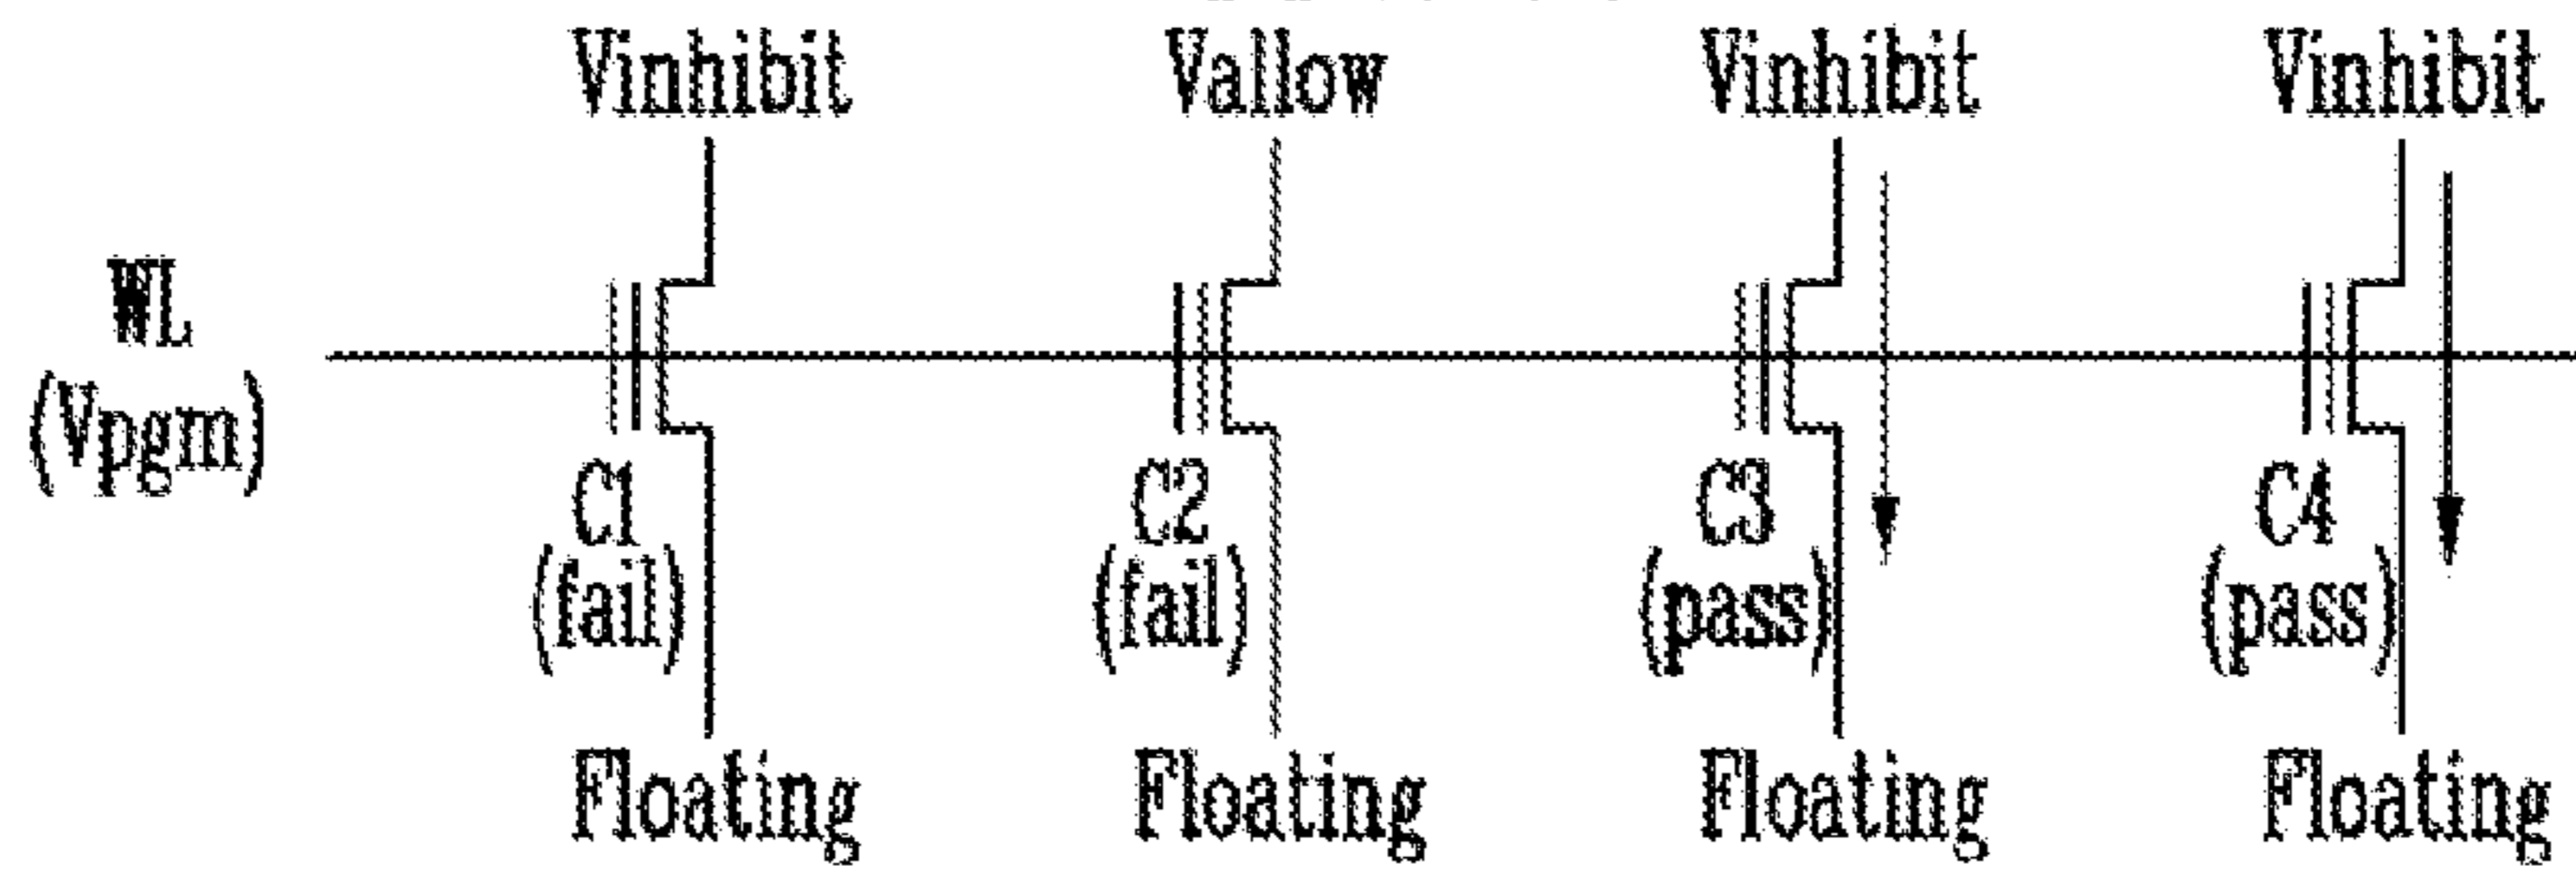 Vinhibit Vallow Vinhibit Vinhibit
WL
(Vpgm)
C1 C2 C3 C4
(fail) (fail) (pass) (pass)
Floating Floating Floating Floating